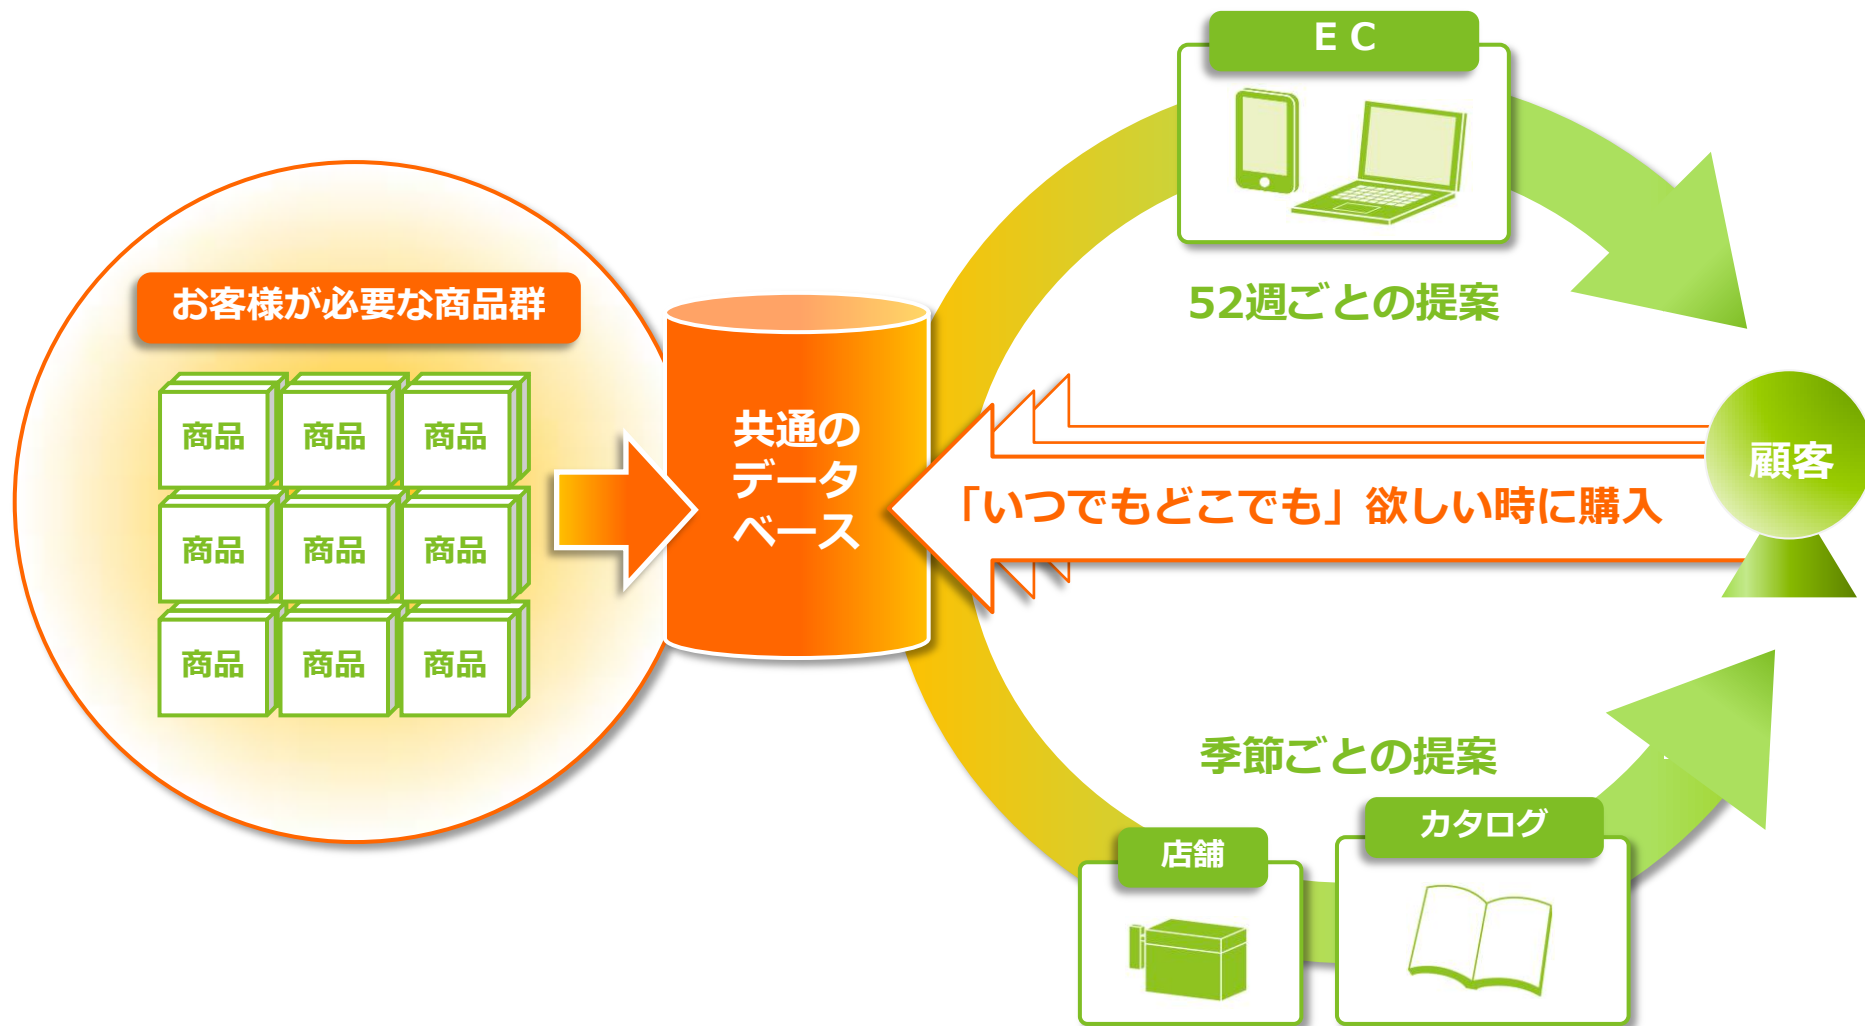 お客様が必要な商品群
商品 商品 商品
商品 商品 商品
商品 商品 商品
共通の
データ
ベース
E C
52週ごとの提案
「いつでもどこでも」欲しい時に購入
顧客
季節ごとの提案
店舗
カタログ